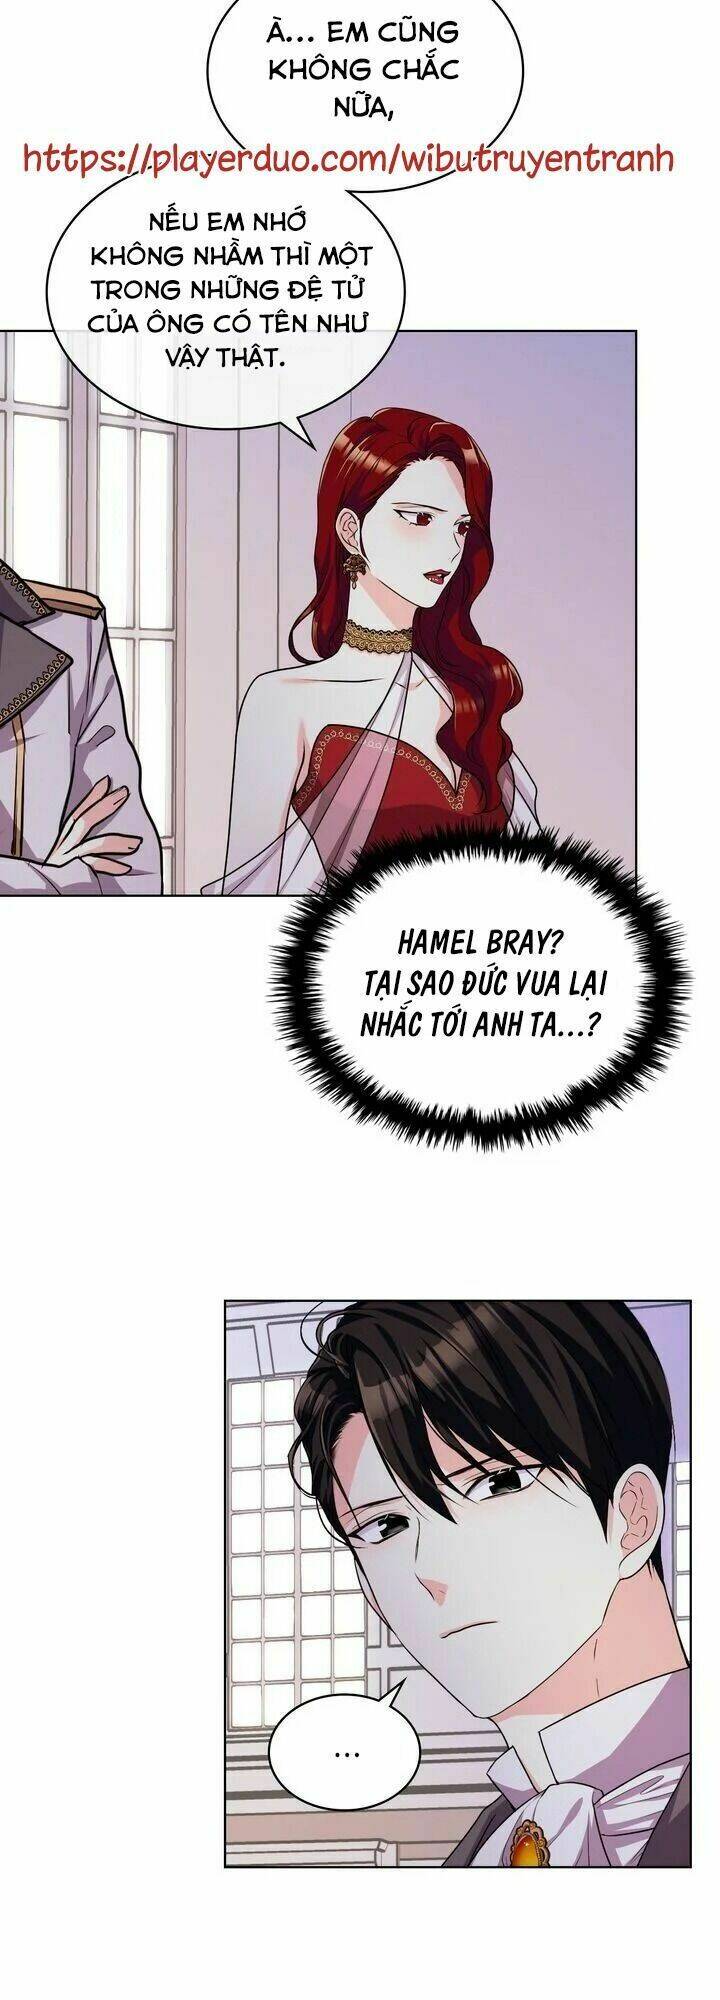 À... EM CŨNG
KHÔNG CHẮC
NỮA,
https://playerduo.com/wibutruyentranh
NẾU EM NHỚ
KHÔNG NHẦM THÌ MỘT
TRONG NHỮNG ĐỆ TỬ
CỦA ÔNG CÓ TÊN NHƯ
VẬY THẬT.
HAMEL BRAY?
TẠI SAO ĐỨC VUA LẠI
NHẮC TỚI ANH TA...?
...